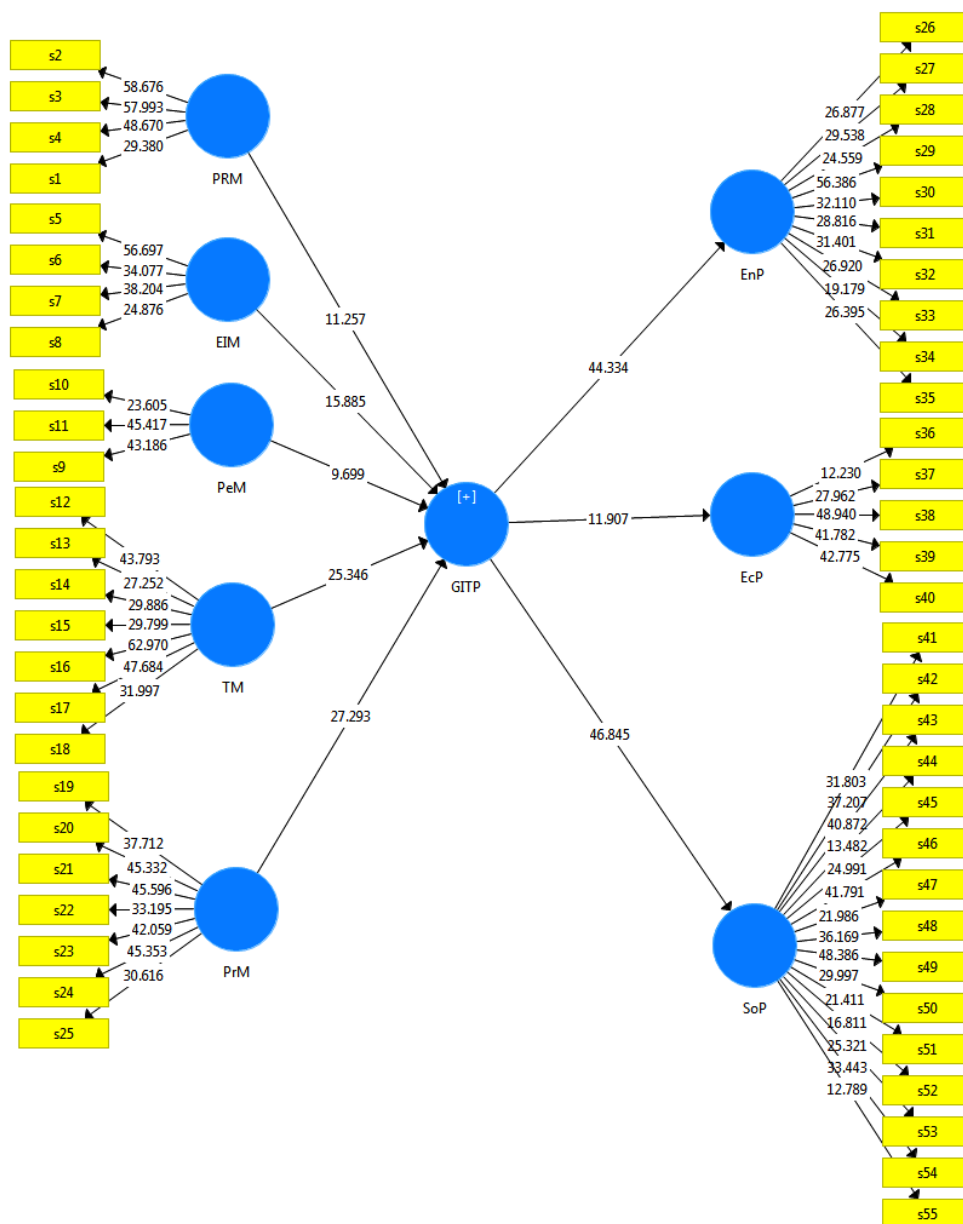 s2
s3
s4
s1
58.676
57.993
48.670
29.380
PRM
s5
s6
s7
s8
56.697
34.077
38.204
24.876
EIM
s10
s11
s9
23.605
45.417
43.186
PeM
s12
s13
s14
s15
s16
s17
s18
43.793
27.252
29.886
29.799
62.970
47.684
31.997
TM
s19
s20
s21
s22
s23
s24
s25
37.712
45.332
45.596
33.195
42.059
45.353
30.616
PrM
11.257
15.885
9.699
25.346
27.293
[+]
GITP
44.334
11.907
46.845
EnP
26.877
29.538
24.559
56.386
32.110
28.816
31.401
26.920
19.179
26.395
s26
s27
s28
s29
s30
s31
s32
s33
s34
s35
EcP
12.230
27.962
48.940
41.782
42.775
s36
s37
s38
s39
s40
SoP
31.803
37.207
40.872
13.482
24.991
41.791
21.986
36.169
48.386
29.997
21.411
16.811
25.321
33.443
12.789
s41
s42
s43
s44
s45
s46
s47
s48
s49
s50
s51
s52
s53
s54
s55